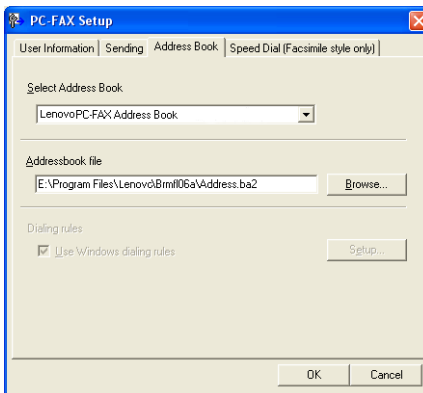 PC-FAX Setup
User Information Sending Address Book Speed Dial (Facsimile style only)
Select Address Book
LenovoPC-FAX Address Book
Addressbook file
E:\Program Files\Lenovo\Brmfl06a\Address.ba2 Browse...
Dialing rules
Use Windows dialing rules Setup...
OK Cancel